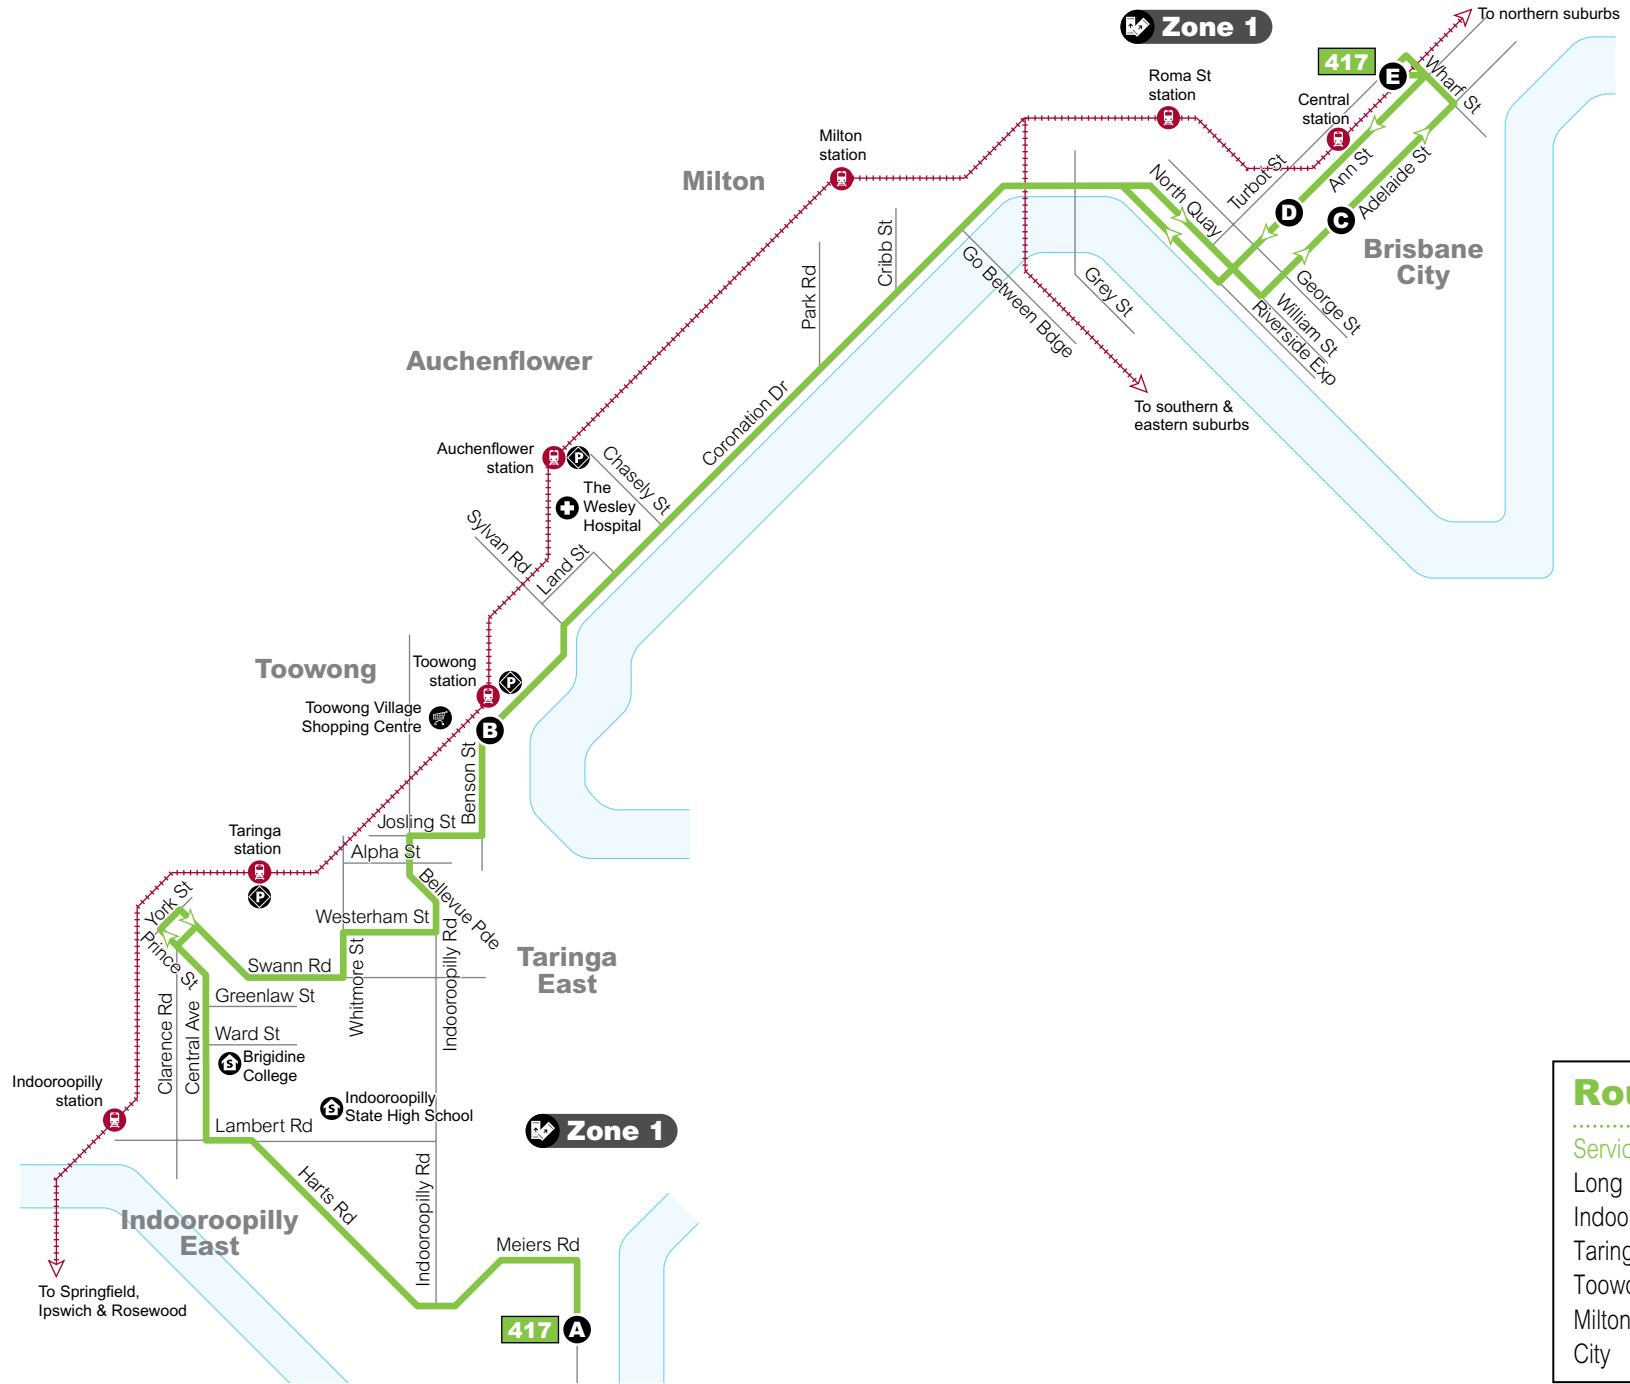 To northern suburbs
Zone 1
417
E
Wharf St
Roma St
station
Central
station
Milton
station
Milton
Turbot St
Ann St
North Quay
D
C
Adelaide St
Brisbane
City
Cribb St
Park Rd
Go Between Bdge
Grey St
George St
William St
Riverside Exp
Auchenflower
To southern &
eastern suburbs
Coronation Dr
Auchenflower
station
P
Chasely St
The
Wesley
Hospital
Sylvan Rd
Land St
Toowong
Toowong
station
P
Toowong Village
Shopping Centre
B
Benson St
Josling St
Taringa
station
P
Alpha St
Bellevue Pde
York St
Westerham St
Prince St
Swann Rd
Whitmore St
Indooroopilly Rd
Taringa
East
Greenlaw St
Clarence Rd
Central Ave
Ward St
S
Brigidine
College
Indooroopilly
station
S
Indooroopilly
State High School
Lambert Rd
Zone 1
Harts Rd
Indooroopilly Rd
Indooroopilly
East
Meiers Rd
To Springfield,
Ipswich & Rosewood
417
A
Rou
Servic
Long
Indoo
Taring
Toowo
Milton
City